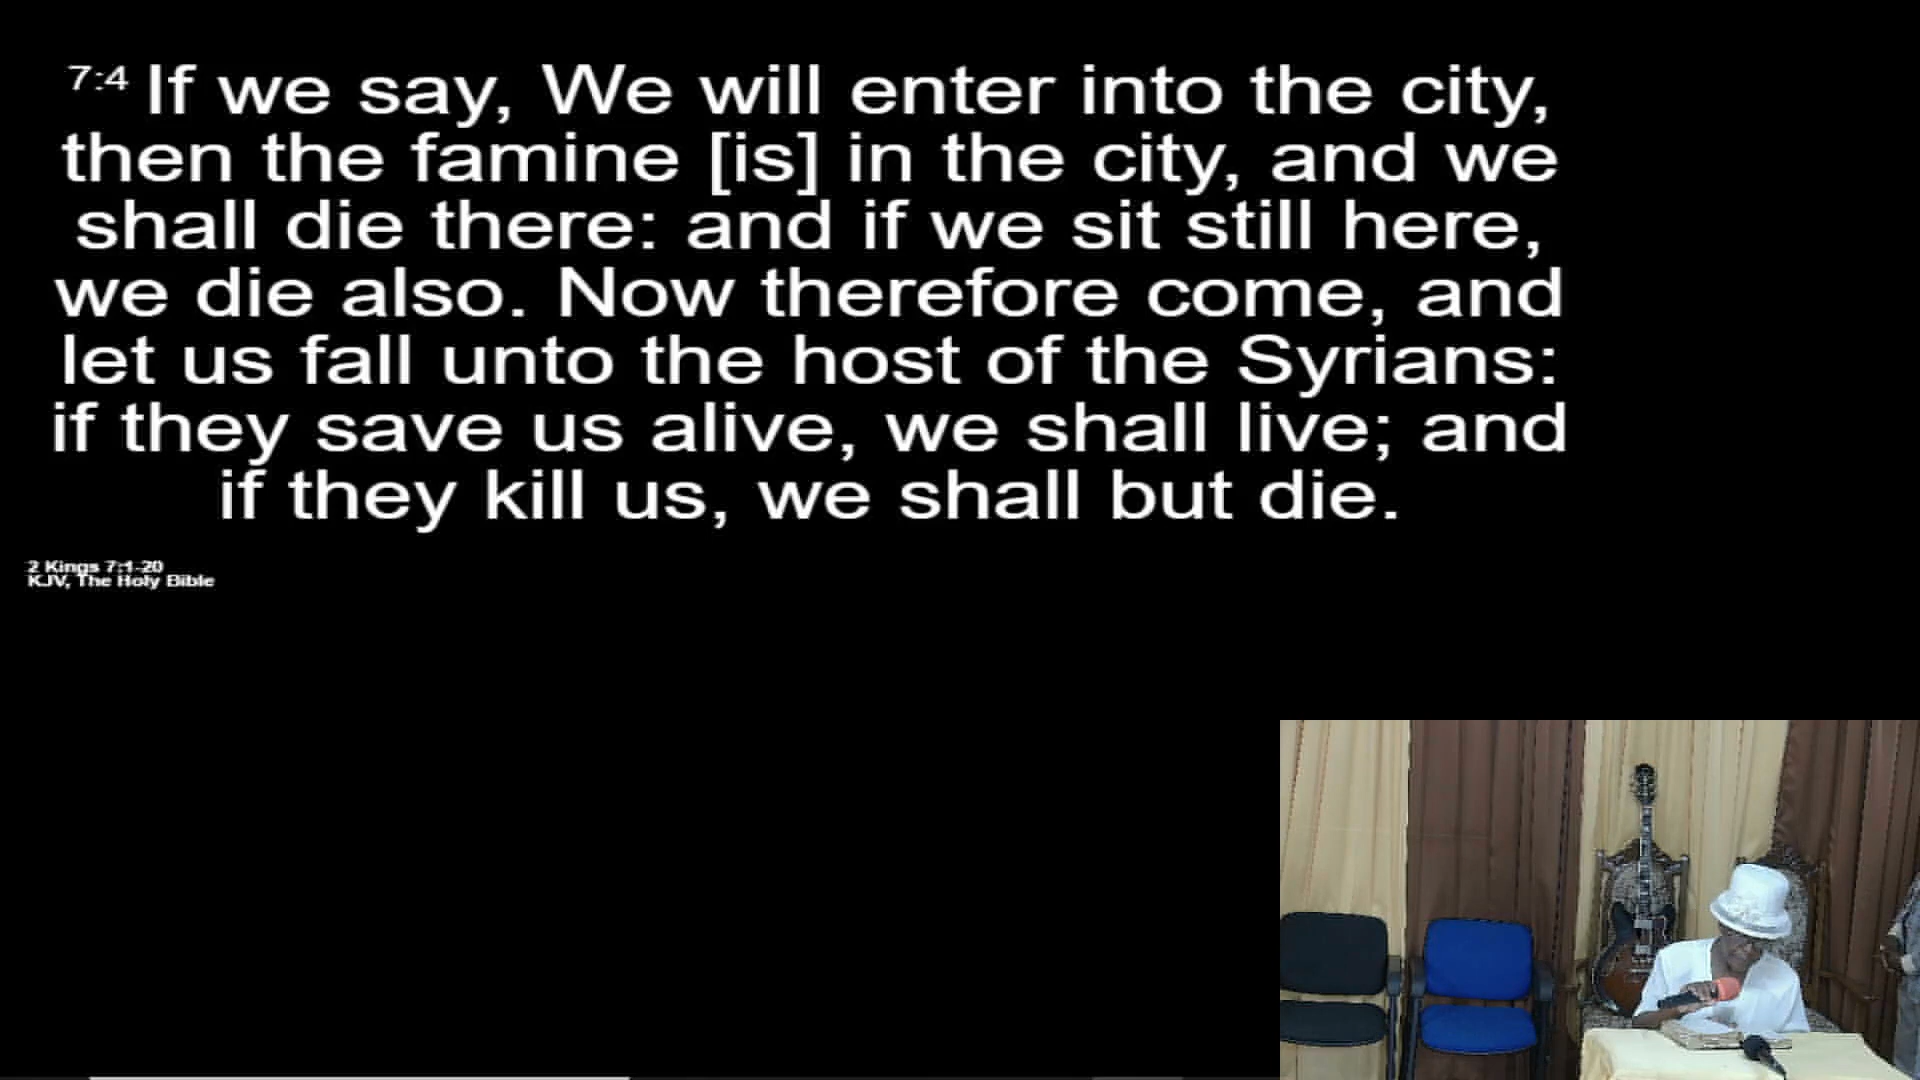 7:4 If we say, We will enter into the city,
then the famine [is] in the city, and we
shall die there: and if we sit still here,
we die also. Now therefore come, and
let us fall unto the host of the Syrians:
if they save us alive, we shall live; and
if they kill us, we shall but die.
2 Kings 7:1-20
KJV, The Holy Bible